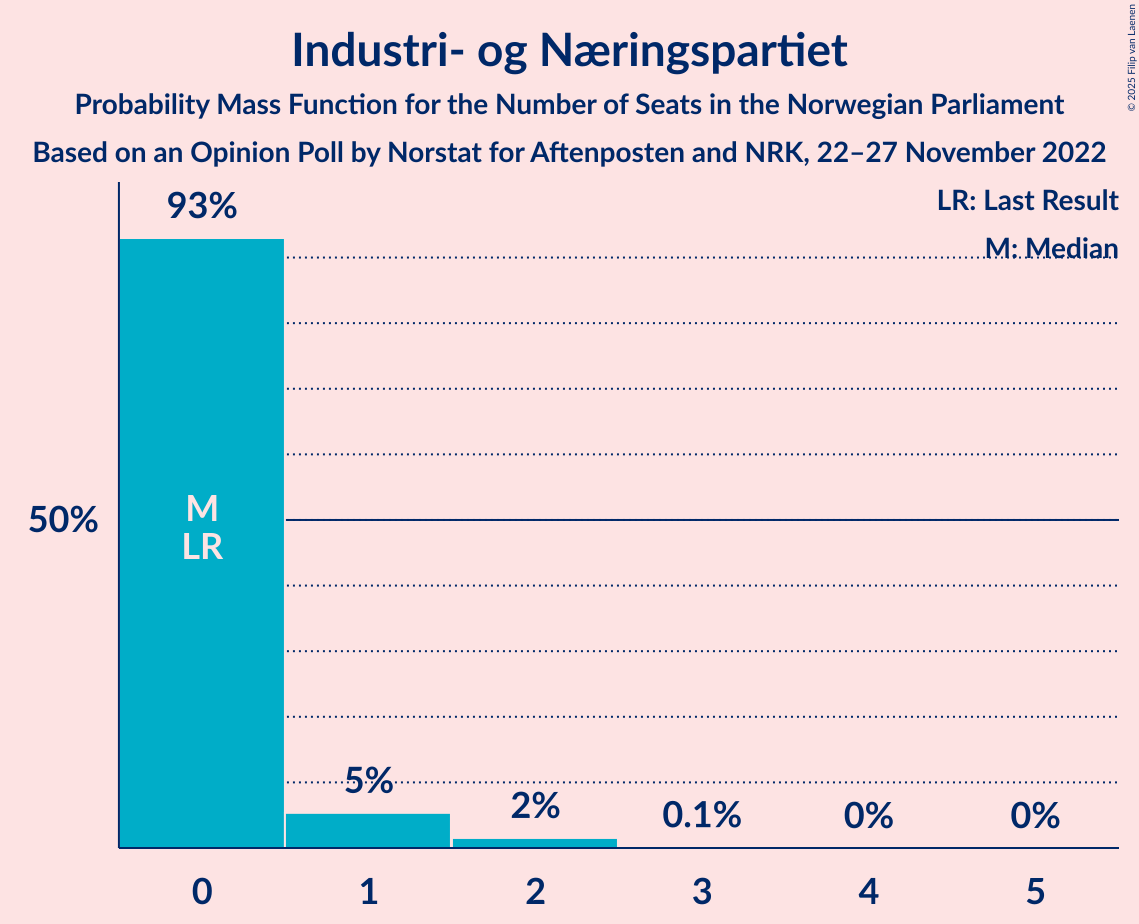 Industri- og Næringspartiet
Probability Mass Function for the Number of Seats in the Norwegian Parliament
Based on an Opinion Poll by Norstat for Aftenposten and NRK, 22–27 November 2022
© 2025 Filip van Laenen
LR: Last Result
M: Median
93%
50%
M
LR
5%
2%
0.1%
0%
0%
0
1
2
3
4
5